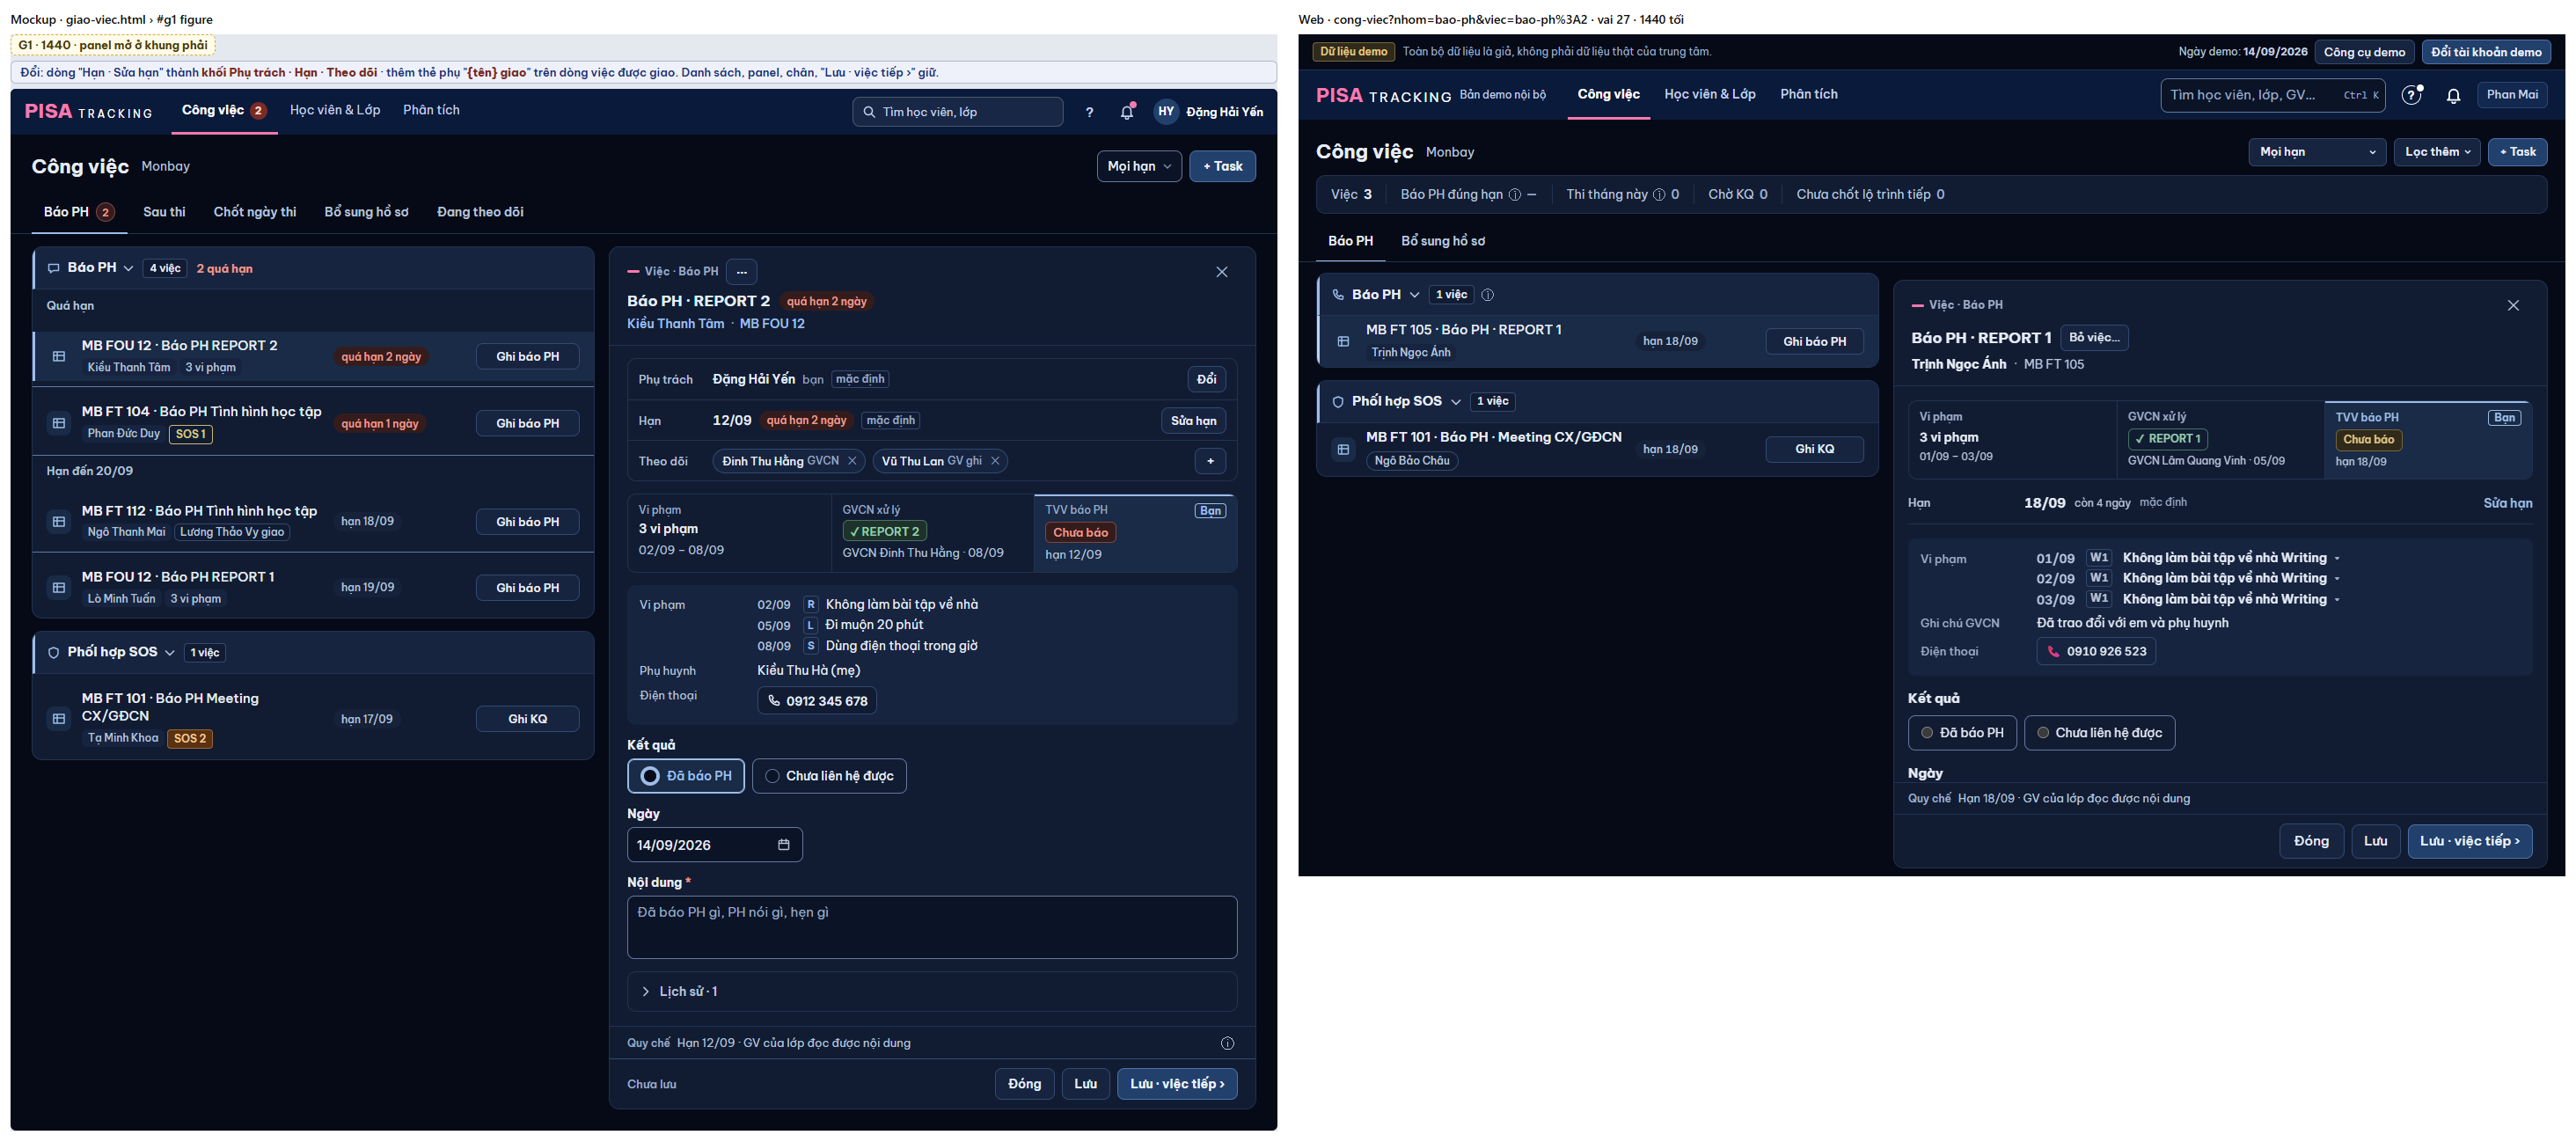 Mockup · giao-viec.html › #g1 figure
G1 · 1440 · panel mở ở khung phải
Đổi: dòng "Hạn · Sửa hạn" thành khối Phụ trách · Hạn · Theo dõi · thêm thẻ phụ "{tên} giao" trên dòng việc được giao. Danh sách, panel, chân, "Lưu · việc tiếp ›" giữ.
PISA TRACKING
Công việc 2
Học viên & Lớp
Phân tích
Tìm học viên, lớp
?
HY
Đặng Hải Yến
Công việc
Monbay
Mọi hạn
+ Task
Báo PH 2
Sau thi
Chốt ngày thi
Bổ sung hồ sơ
Đang theo dõi
Báo PH
4 việc
2 quá hạn
Quá hạn
MB FOU 12 · Báo PH REPORT 2
Kiều Thanh Tâm
3 vi phạm
quá hạn 2 ngày
Ghi báo PH
MB FT 104 · Báo PH Tình hình học tập
Phan Đức Duy
SOS 1
quá hạn 1 ngày
Ghi báo PH
Hạn đến 20/09
MB FT 112 · Báo PH Tình hình học tập
Ngô Thanh Mai
Lương Thảo Vy giao
hạn 18/09
Ghi báo PH
MB FOU 12 · Báo PH REPORT 1
Lò Minh Tuấn
3 vi phạm
hạn 19/09
Ghi báo PH
Phối hợp SOS
1 việc
MB FT 101 · Báo PH Meeting
CX/GĐCN
Tạ Minh Khoa
SOS 2
hạn 17/09
Ghi KQ
Việc · Báo PH
...
Báo PH · REPORT 2
quá hạn 2 ngày
Kiều Thanh Tâm · MB FOU 12
Phụ trách
Đặng Hải Yến bạn
mặc định
Đổi
Hạn
12/09
quá hạn 2 ngày
mặc định
Sửa hạn
Theo dõi
Đinh Thu Hằng GVCN
Vũ Thu Lan GV ghi
+
Vi phạm
3 vi phạm
02/09 – 08/09
GVCN xử lý
✓ REPORT 2
GVCN Đinh Thu Hằng · 08/09
TVV báo PH
Bạn
Chưa báo
hạn 12/09
Vi phạm
02/09 R Không làm bài tập về nhà
05/09 L Đi muộn 20 phút
08/09 S Dùng điện thoại trong giờ
Phụ huynh
Kiều Thu Hà (mẹ)
Điện thoại
0912 345 678
Kết quả
Đã báo PH
Chưa liên hệ được
Ngày
14/09/2026
Nội dung *
Đã báo PH gì, PH nói gì, hẹn gì
Lịch sử · 1
Quy chế Hạn 12/09 · GV của lớp đọc được nội dung
Chưa lưu
Đóng
Lưu
Lưu · việc tiếp ›
Web · cong-viec?nhom=bao-ph&viec=bao-ph%3A2 · vai 27 · 1440 tối
Dữ liệu demo
Toàn bộ dữ liệu là giả, không phải dữ liệu thật của trung tâm.
Ngày demo: 14/09/2026
Công cụ demo
Đổi tài khoản demo
PISA TRACKING
Bản demo nội bộ
Công việc
Học viên & Lớp
Phân tích
Tìm học viên, lớp, GV...
Ctrl K
?
Phan Mai
Công việc
Monbay
Mọi hạn
Lọc thêm
+ Task
Việc 3
Báo PH đúng hạn —
Thi tháng này 0
Chờ KQ 0
Chưa chốt lộ trình tiếp 0
Báo PH
Bổ sung hồ sơ
Báo PH
1 việc
MB FT 105 · Báo PH · REPORT 1
Trịnh Ngọc Ánh
hạn 18/09
Ghi báo PH
Phối hợp SOS
1 việc
MB FT 101 · Báo PH · Meeting CX/GĐCN
Ngô Bảo Châu
hạn 18/09
Ghi KQ
Việc · Báo PH
Báo PH · REPORT 1
Bỏ việc...
Trịnh Ngọc Ánh · MB FT 105
Vi phạm
3 vi phạm
01/09 – 03/09
GVCN xử lý
✓ REPORT 1
GVCN Lâm Quang Vinh · 05/09
TVV báo PH
Bạn
Chưa báo
hạn 18/09
Hạn
18/09
còn 4 ngày
mặc định
Sửa hạn
Vi phạm
01/09 W1 Không làm bài tập về nhà Writing
02/09 W1 Không làm bài tập về nhà Writing
03/09 W1 Không làm bài tập về nhà Writing
Ghi chú GVCN
Đã trao đổi với em và phụ huynh
Điện thoại
0910 926 523
Kết quả
Đã báo PH
Chưa liên hệ được
Ngày
Quy chế Hạn 18/09 · GV của lớp đọc được nội dung
Đóng
Lưu
Lưu · việc tiếp ›